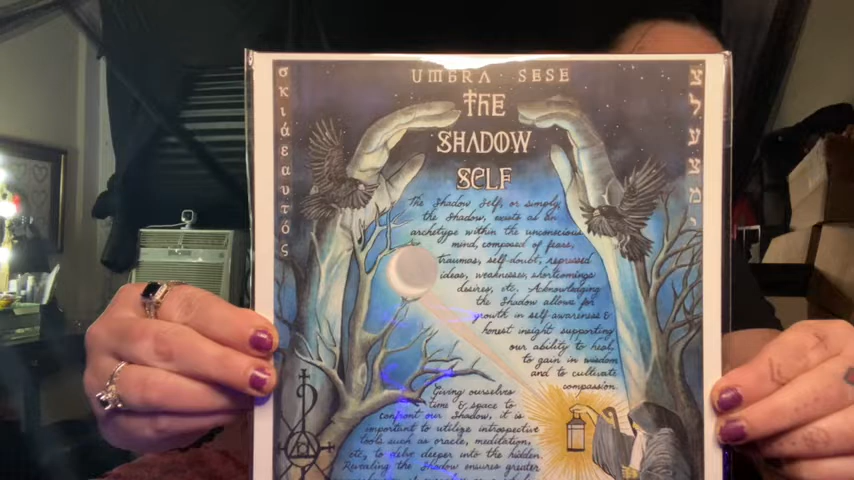 UMBRA SESE
THE
SHADOW
SELF
σκιάεαυτός
The Shadow Self, or simply
the Shadow, exists as an
archetype within the unconscious
mind, composed of fears,
traumas, self-doubt, repressed
ideas, weaknesses, shortcomings
desires, etc. Acknowledging
the Shadow allows for
growth in self-awareness &
honest insight supporting
our ability to heal,
to gain in wisdom
and to cultivate
compassion.
Giving ourselves
time & space to
confront our Shadow, it is
important to utilize introspective
tools such as oracle, meditation,
etc, to delve deeper into the hidden.
Revealing the Shadow ensures greater